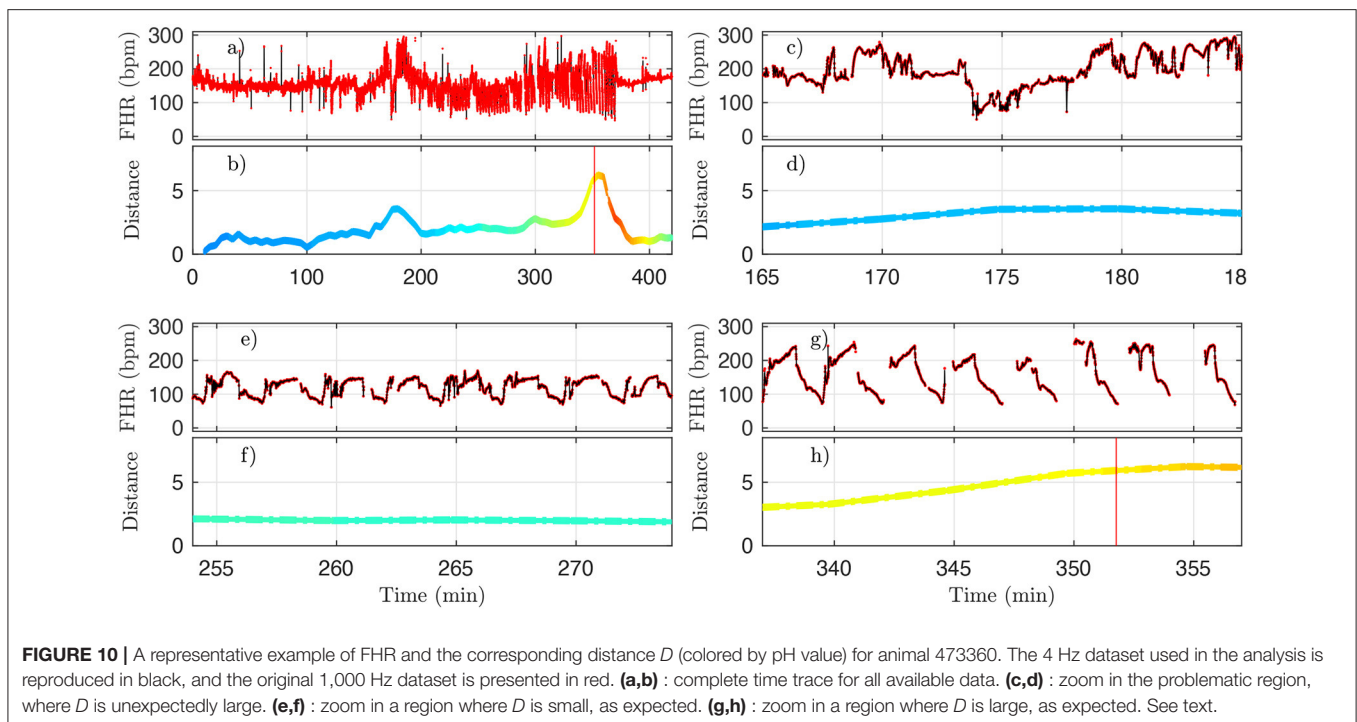 300
200
100
0
FHR (bpm)
a)
5
0
Distance
b)
0 100 200 300 400
300
200
100
0
FHR (bpm)
c)
5
0
Distance
d)
165 170 175 180 18
300
200
100
0
FHR (bpm)
e)
5
0
Distance
f)
255 260 265 270
Time (min)
300
200
100
0
FHR (bpm)
g)
5
0
Distance
h)
340 345 350 355
Time (min)
FIGURE 10 | A representative example of FHR and the corresponding distance D (colored by pH value) for animal 473360. The 4 Hz dataset used in the analysis is
reproduced in black, and the original 1,000 Hz dataset is presented in red. (a,b) : complete time trace for all available data. (c,d) : zoom in the problematic region,
where D is unexpectedly large. (e,f) : zoom in a region where D is small, as expected. (g,h) : zoom in a region where D is large, as expected. See text.